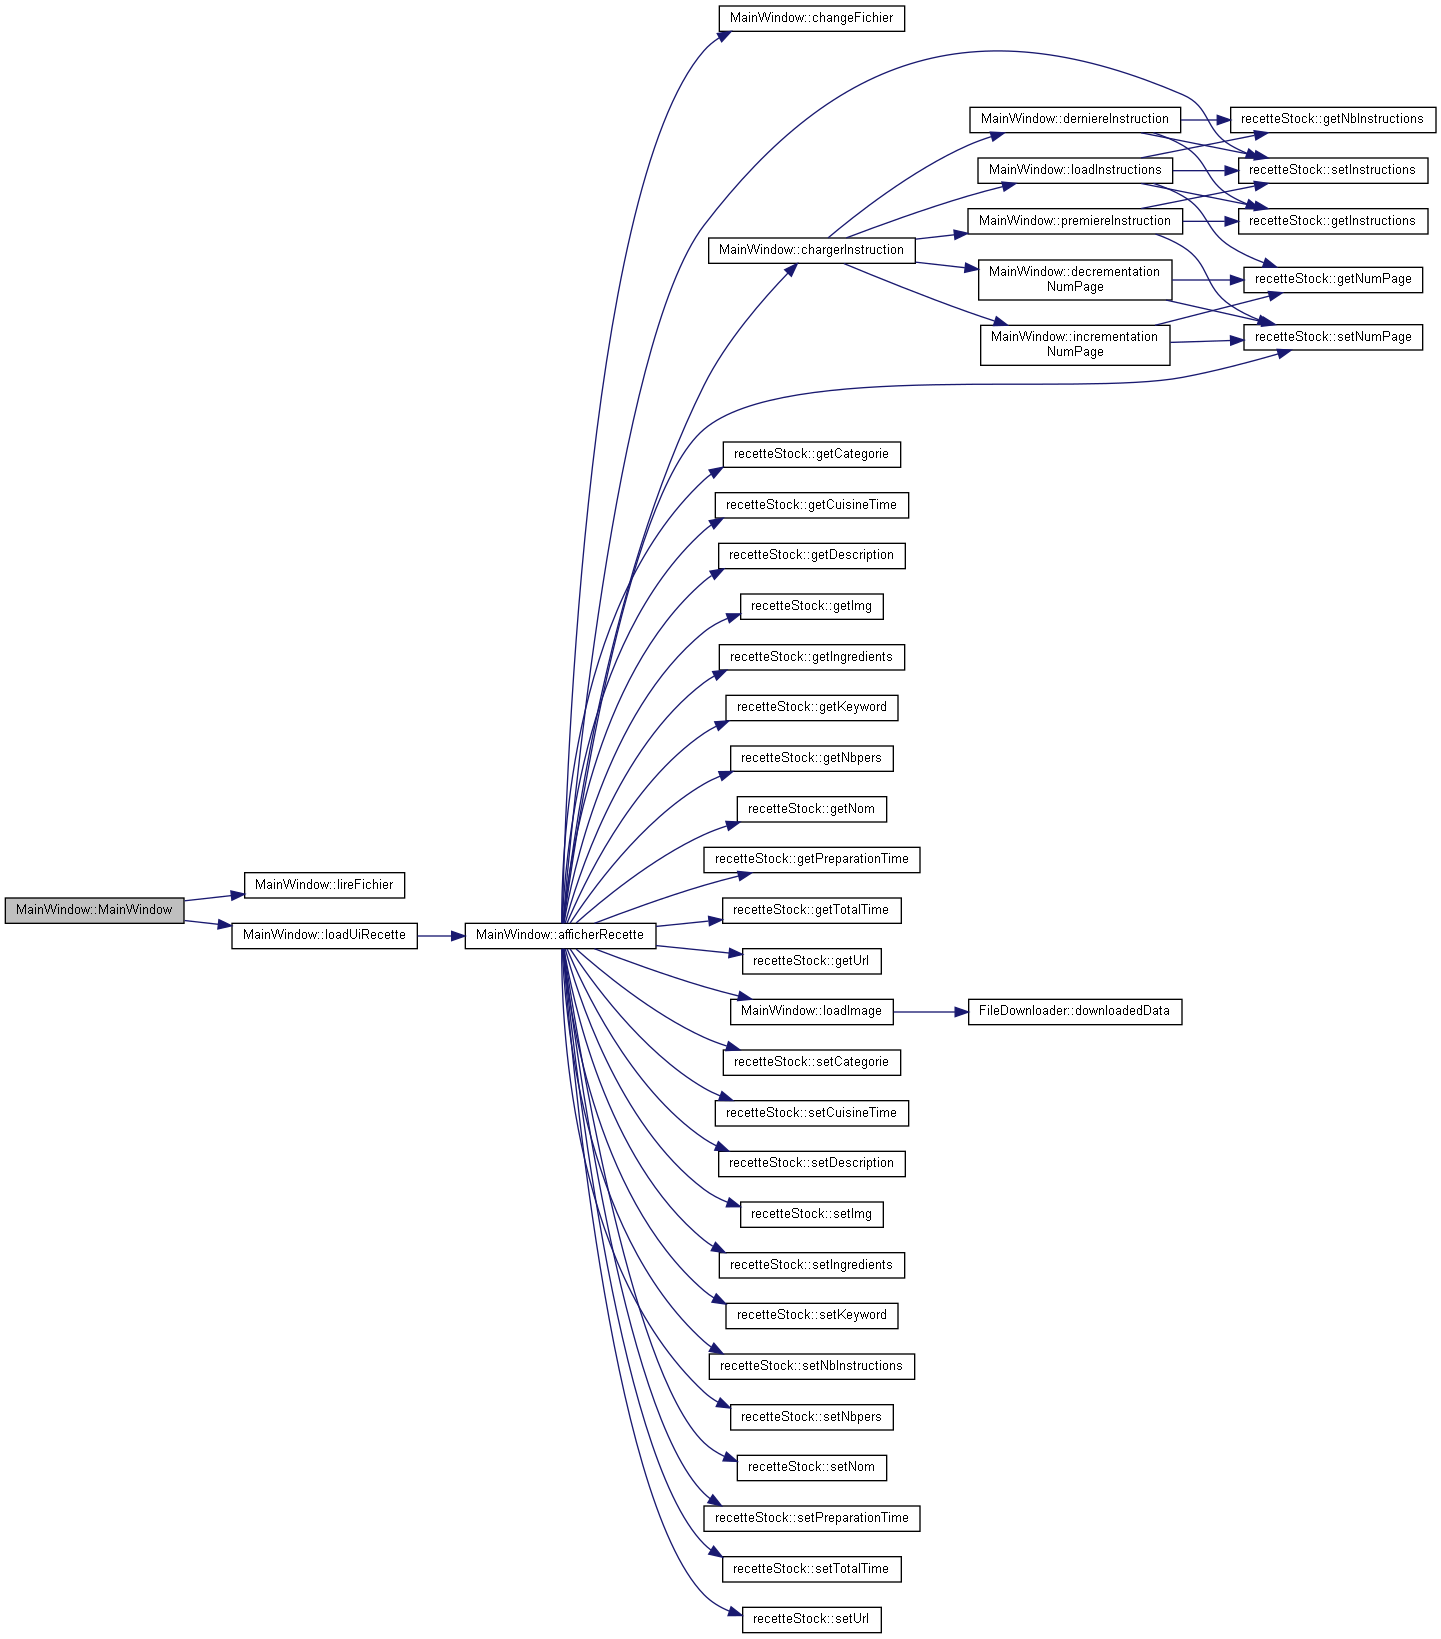 MainWindow::changeFichier
MainWindow::derniereInstruction
recetteStock::getNbInstructions
MainWindow::loadInstructions
recetteStock::setInstructions
MainWindow::premiereInstruction
recetteStock::getInstructions
MainWindow::chargerInstruction
MainWindow::decrementation
NumPage
recetteStock::getNumPage
MainWindow::incrementation
NumPage
recetteStock::setNumPage
recetteStock::getCategorie
recetteStock::getCuisineTime
recetteStock::getDescription
recetteStock::getImg
recetteStock::getIngredients
recetteStock::getKeyword
recetteStock::getNbpers
recetteStock::getNom
recetteStock::getPreparationTime
MainWindow::lireFichier
MainWindow::MainWindow
recetteStock::getTotalTime
MainWindow::loadUiRecette
MainWindow::afficherRecette
recetteStock::getUrl
MainWindow::loadImage
FileDownloader::downloadedData
recetteStock::setCategorie
recetteStock::setCuisineTime
recetteStock::setDescription
recetteStock::setImg
recetteStock::setIngredients
recetteStock::setKeyword
recetteStock::setNbInstructions
recetteStock::setNbpers
recetteStock::setNom
recetteStock::setPreparationTime
recetteStock::setTotalTime
recetteStock::setUrl